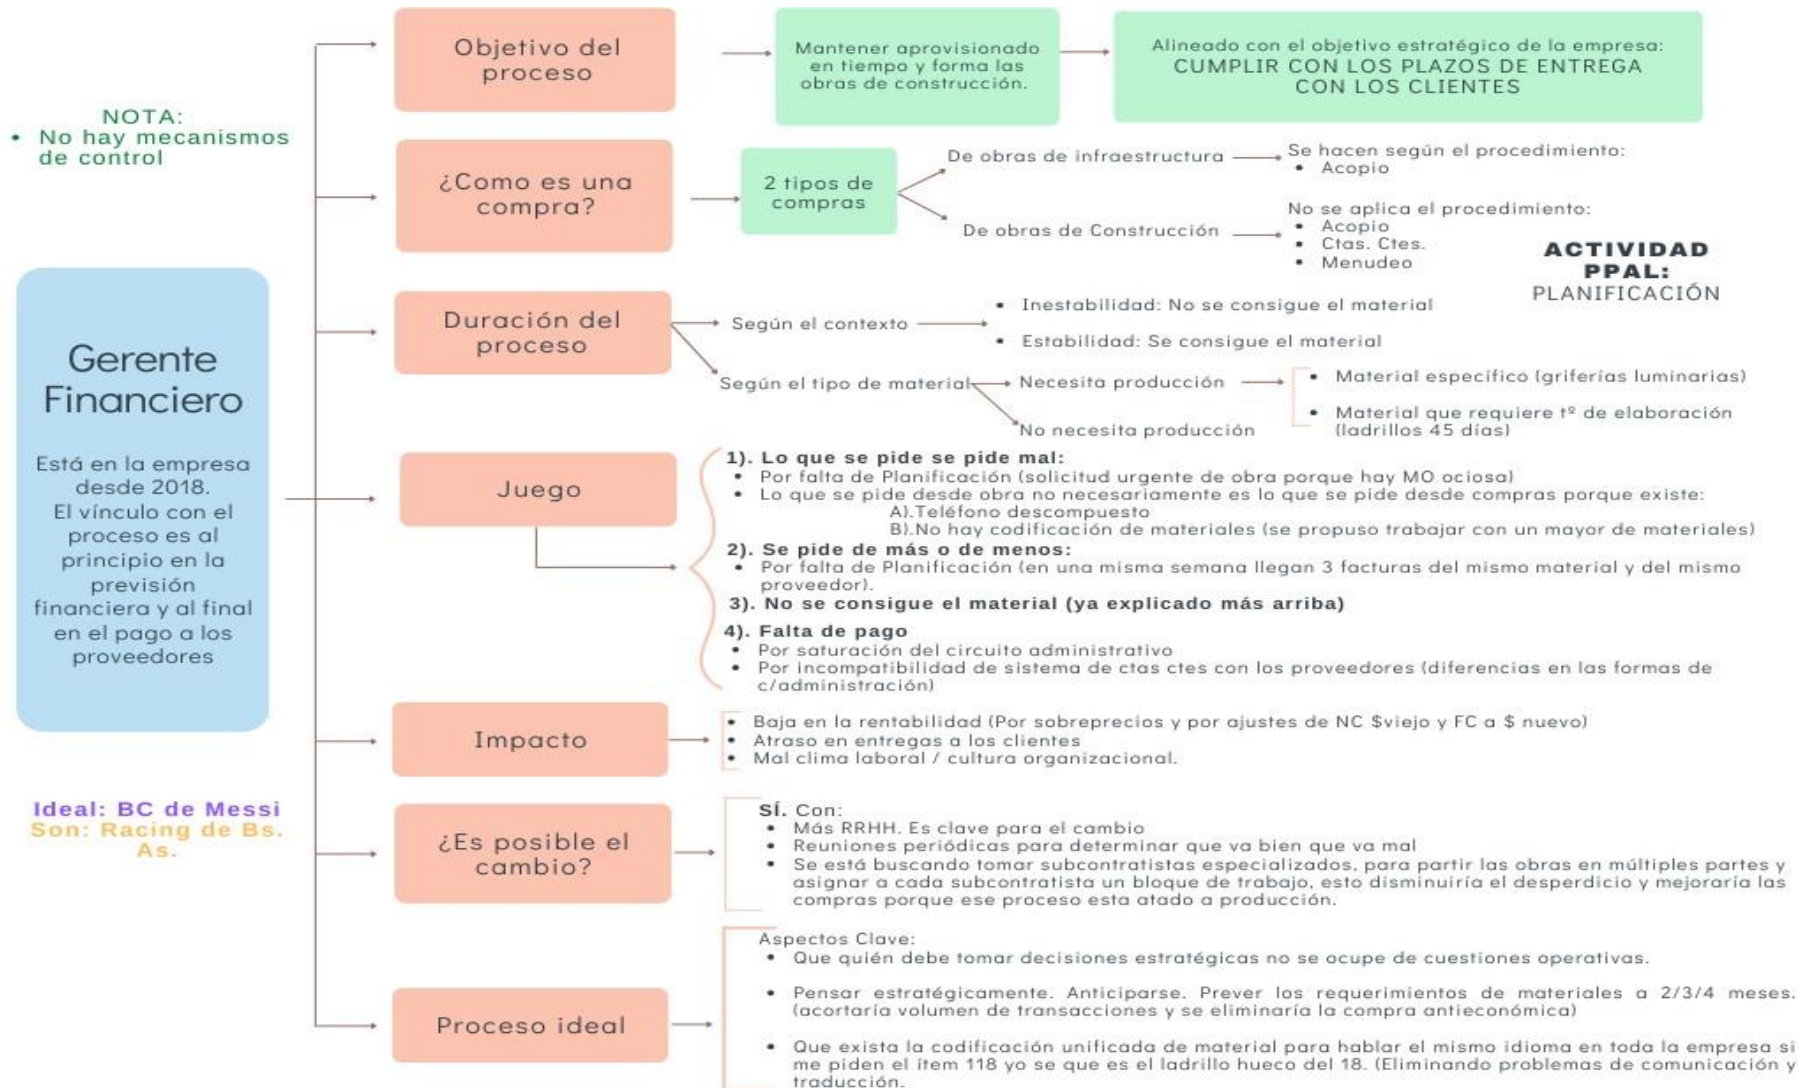 NOTA:
• No hay mecanismos
de control
Gerente
Financiero
Está en la empresa
desde 2018.
El vínculo con el
proceso es al
principio en la
previsión
financiera y al final
en el pago a los
proveedores
Ideal: BC de Messi
Son: Racing de Bs.
As.
Objetivo del
proceso
Mantener aprovisionado
en tiempo y forma las
obras de construcción.
Alineado con el objetivo estratégico de la empresa:
CUMPLIR CON LOS PLAZOS DE ENTREGA
CON LOS CLIENTES
¿Como es una
compra?
2 tipos de
compras
De obras de infraestructura
Se hacen según el procedimiento:
• Acopio
De obras de Construcción
No se aplica el procedimiento:
• Acopio
• Ctas. Ctes.
• Menudeo
ACTIVIDAD
PPAL:
PLANIFICACIÓN
Duración del
proceso
Según el contexto
• Inestabilidad: No se consigue el material
• Estabilidad: Se consigue el material
Según el tipo de material
Necesita producción
• Material específico (griferías luminarias)
• Material que requiere tº de elaboración
(ladrillos 45 días)
No necesita producción
Juego
1). Lo que se pide se pide mal:
• Por falta de Planificación (solicitud urgente de obra porque hay MO ociosa)
• Lo que se pide desde obra no necesariamente es lo que se pide desde compras porque existe:
A).Teléfono descompuesto
B).No hay codificación de materiales (se propuso trabajar con un mayor de materiales)
2). Se pide de más o de menos:
• Por falta de Planificación (en una misma semana llegan 3 facturas del mismo material y del mismo
proveedor).
3). No se consigue el material (ya explicado más arriba)
4). Falta de pago
• Por saturación del circuito administrativo
• Por incompatibilidad de sistema de ctas ctes con los proveedores (diferencias en las formas de
c/administración)
Impacto
• Baja en la rentabilidad (Por sobreprecios y por ajustes de NC $viejo y FC a $ nuevo)
• Atraso en entregas a los clientes
• Mal clima laboral / cultura organizacional.
¿Es posible el
cambio?
SÍ. Con:
• Más RRHH. Es clave para el cambio
• Reuniones periódicas para determinar que va bien que va mal
• Se está buscando tomar subcontratistas especializados, para partir las obras en múltiples partes y
asignar a cada subcontratista un bloque de trabajo, esto disminuiría el desperdicio y mejoraría las
compras porque ese proceso esta atado a producción.
Proceso ideal
Aspectos Clave:
• Que quién debe tomar decisiones estratégicas no se ocupe de cuestiones operativas.
• Pensar estratégicamente. Anticiparse. Prever los requerimientos de materiales a 2/3/4 meses.
(acortaría volumen de transacciones y se eliminaría la compra antieconómica)
• Que exista la codificación unificada de material para hablar el mismo idioma en toda la empresa si
me piden el ítem 118 yo se que es el ladrillo hueco del 18. (Eliminando problemas de comunicación y
traducción.